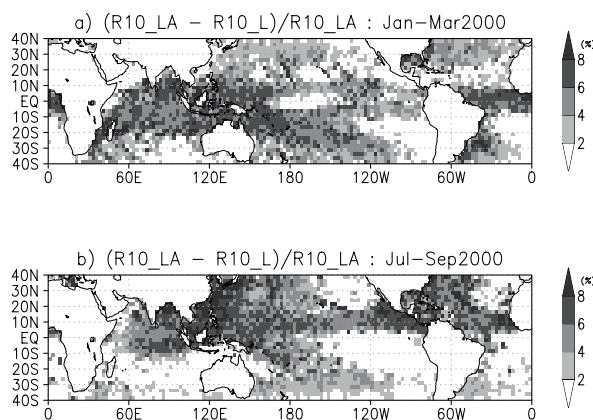 a) (R10_LA − R10_L)/R10_LA : Jan−Mar2000
40N
30N
20N
10N
EQ
10S
20S
30S
40S
0 60E 120E 180 120W 60W 0
(%)
8
6
4
2
b) (R10_LA − R10_L)/R10_LA : Jul−Sep2000
40N
30N
20N
10N
EQ
10S
20S
30S
40S
0 60E 120E 180 120W 60W 0
(%)
8
6
4
2